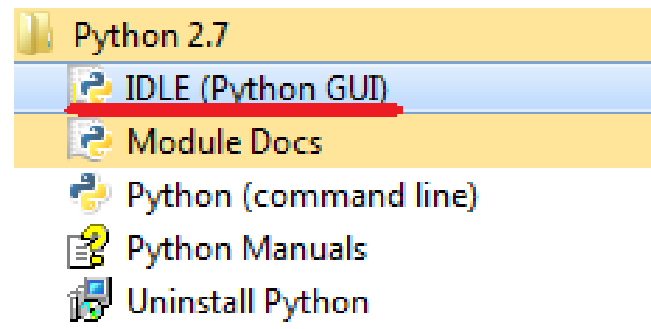 Python 2.7
IDLE (Python GUI)
Module Docs
Python (command line)
Python Manuals
Uninstall Python